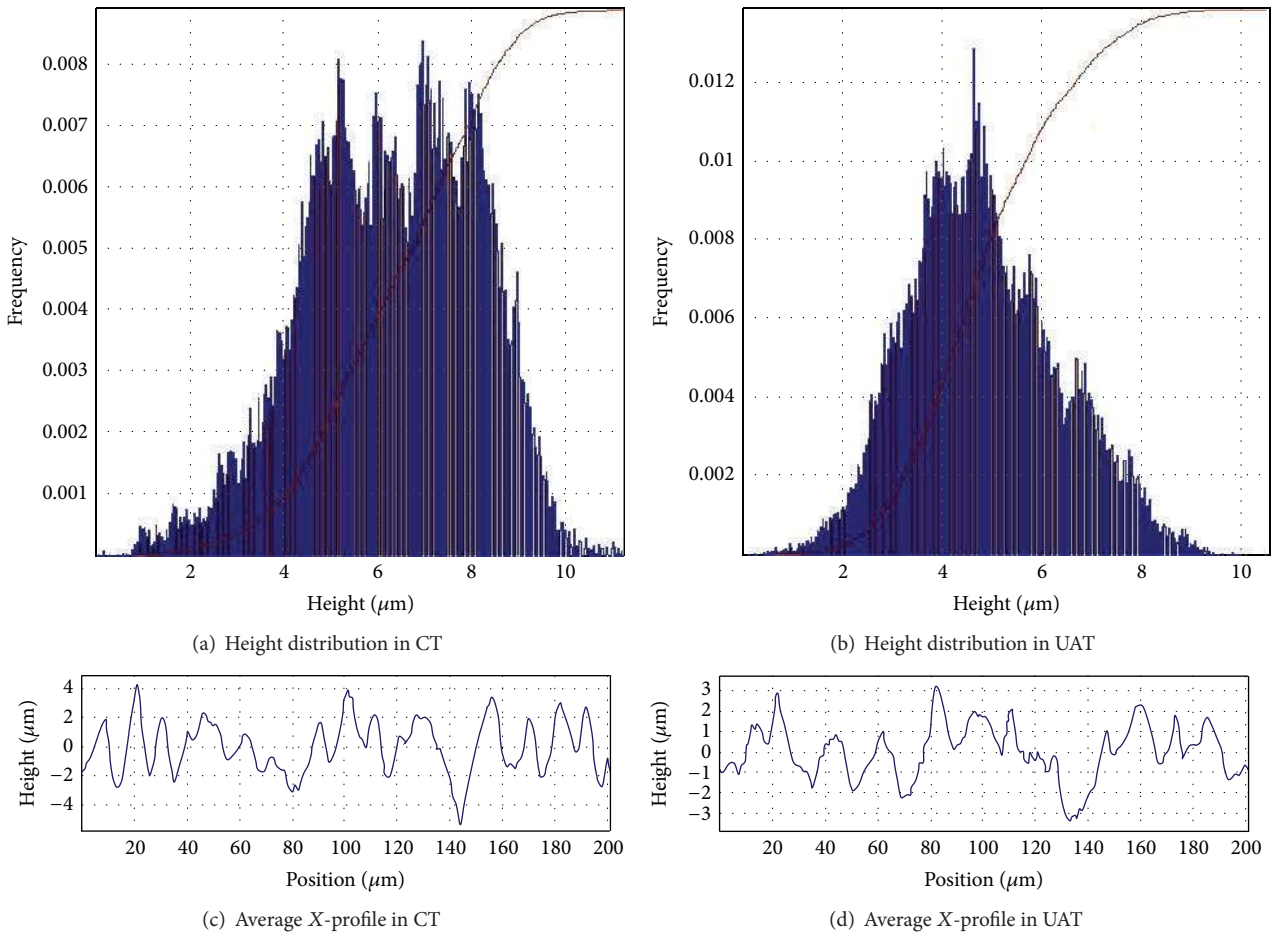 0.008
0.007
0.006
0.005
0.004
0.003
0.002
0.001
Frequency
2 4 6 8 10
Height (μm)
(a) Height distribution in CT
0.012
0.01
0.008
0.006
0.004
0.002
Frequency
2 4 6 8 10
Height (μm)
(b) Height distribution in UAT
4
2
0
−2
−4
Height (μm)
20 40 60 80 100 120 140 160 180 200
Position (μm)
(c) Average X-profile in CT
3
2
1
0
−1
−2
−3
Height (μm)
20 40 60 80 100 120 140 160 180 200
Position (μm)
(d) Average X-profile in UAT